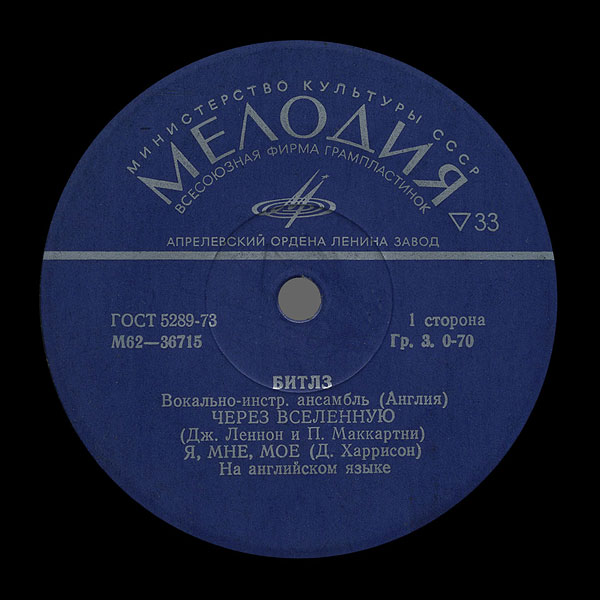 МИНИСТЕРСТВО КУЛЬТУРЫ СССР
МЕЛОДИЯ
ВСЕСОЮЗНАЯ ФИРМА ГРАМПЛАСТИНОК
▽33
АПРЕЛЕВСКИЙ ОРДЕНА ЛЕНИНА ЗАВОД
ГОСТ 5289-73
1 сторона
М62—36715
Гр. 3. 0-70
БИТЛЗ
Вокально-инстр. ансамбль (Англия)
ЧЕРЕЗ ВСЕЛЕННУЮ
(Дж. Леннон и П. Маккартни)
Я, МНЕ, МОЕ (Д. Харрисон)
На английском языке